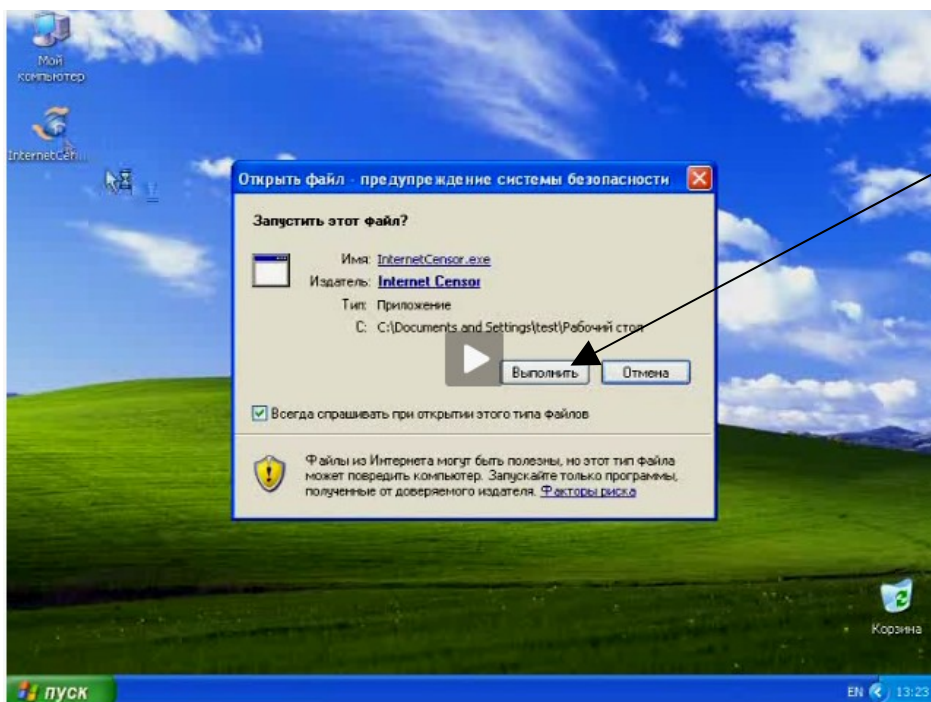 Мой
компьютер
InternetCen...
Открыть файл - предупреждение системы безопасности
Запустить этот файл?
Имя: InternetCensor.exe
Издатель: Internet Censor
Тип: Приложение
С: C:\Documents and Settings\test\Рабочий стол
Выполнить
Отмена
Всегда спрашивать при открытии этого типа файлов
Файлы из Интернета могут быть полезны, но этот тип файла
может повредить компьютер. Запускайте только программы,
полученные от доверяемого издателя. Факторы риска
Корзина
пуск
EN
13:23